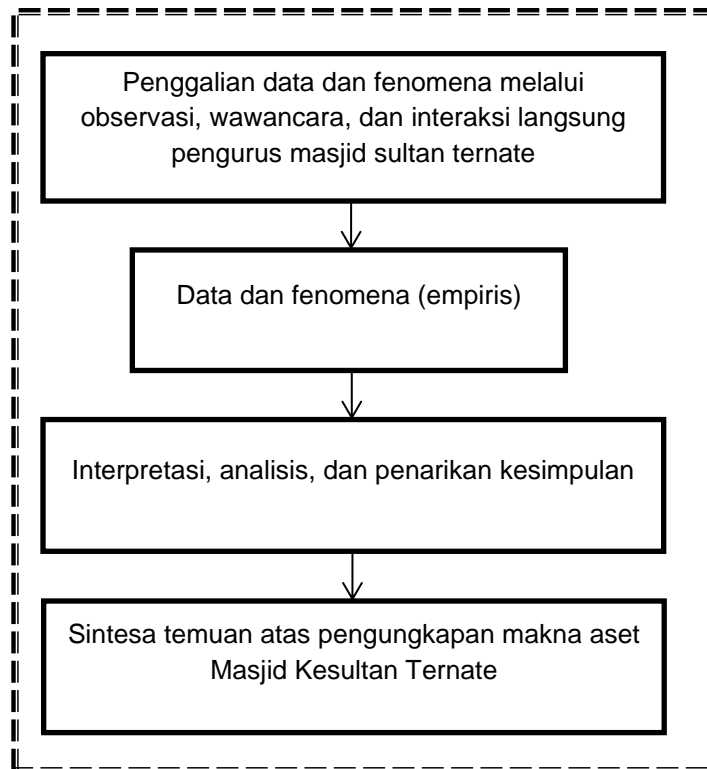 Penggalian data dan fenomena melalui
observasi, wawancara, dan interaksi langsung
pengurus masjid sultan ternate
Data dan fenomena (empiris)
Interpretasi, analisis, dan penarikan kesimpulan
Sintesa temuan atas pengungkapan makna aset
Masjid Kesultan Ternate